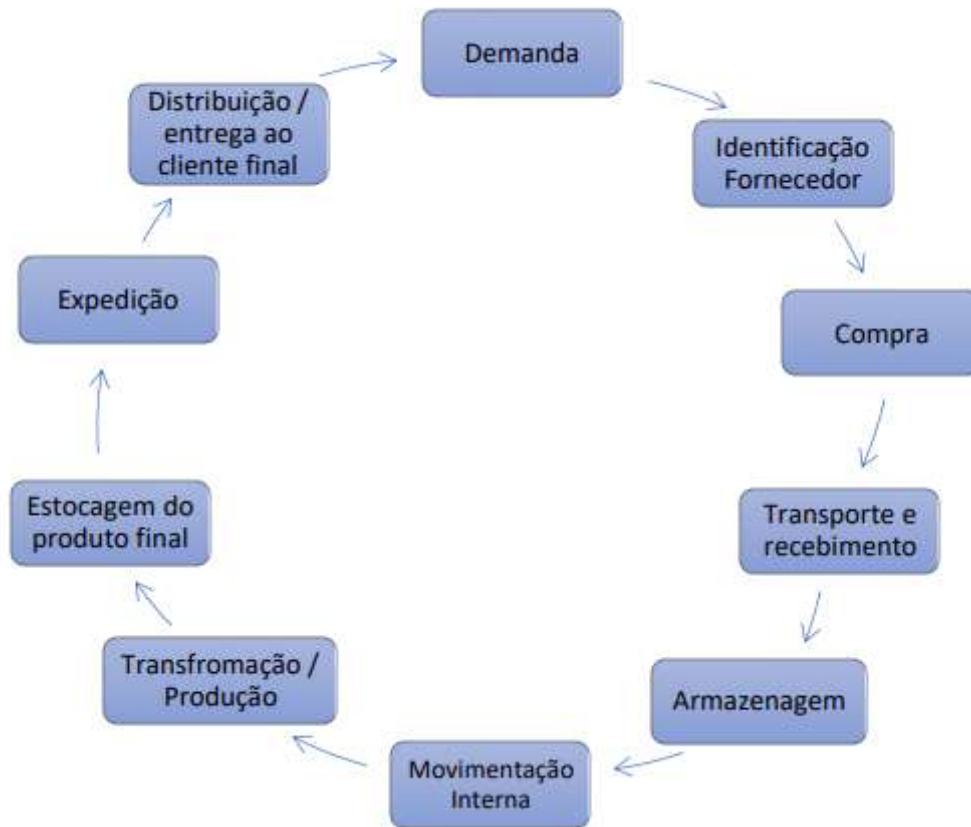 Demanda
Identificação
Fornecedor
Compra
Transporte e
recebimento
Armazenagem
Movimentação
Interna
Transfromação /
Produção
Estocagem do
produto final
Expedição
Distribuição /
entrega ao
cliente final